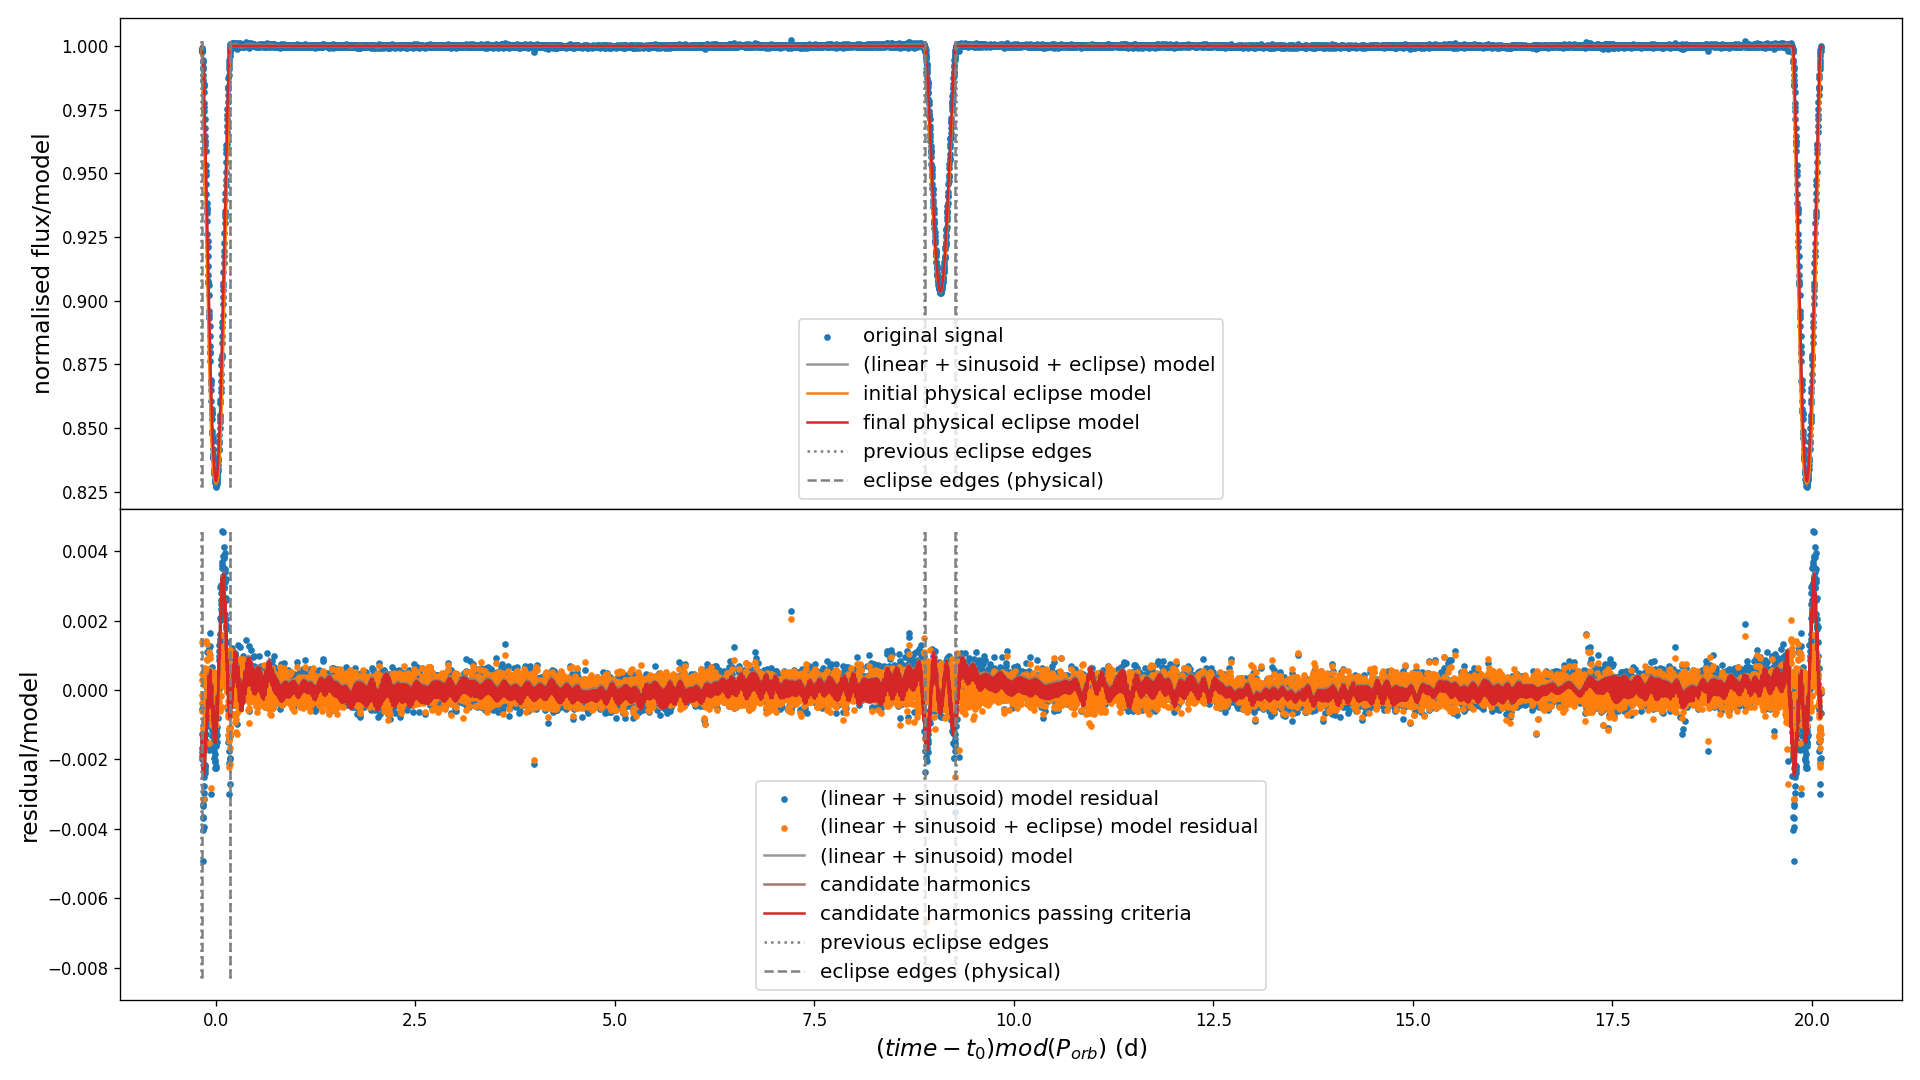 normalised flux/model
1.000
0.975
0.950
0.925
0.900
0.875
0.850
0.825
original signal
(linear + sinusoid + eclipse) model
initial physical eclipse model
final physical eclipse model
previous eclipse edges
eclipse edges (physical)
residual/model
0.004
0.002
0.000
−0.002
−0.004
−0.006
−0.008
(linear + sinusoid) model residual
(linear + sinusoid + eclipse) model residual
(linear + sinusoid) model
candidate harmonics
candidate harmonics passing criteria
previous eclipse edges
eclipse edges (physical)
0.0 2.5 5.0 7.5 10.0 12.5 15.0 17.5 20.0
(time − t₀)mod(P_orb) (d)